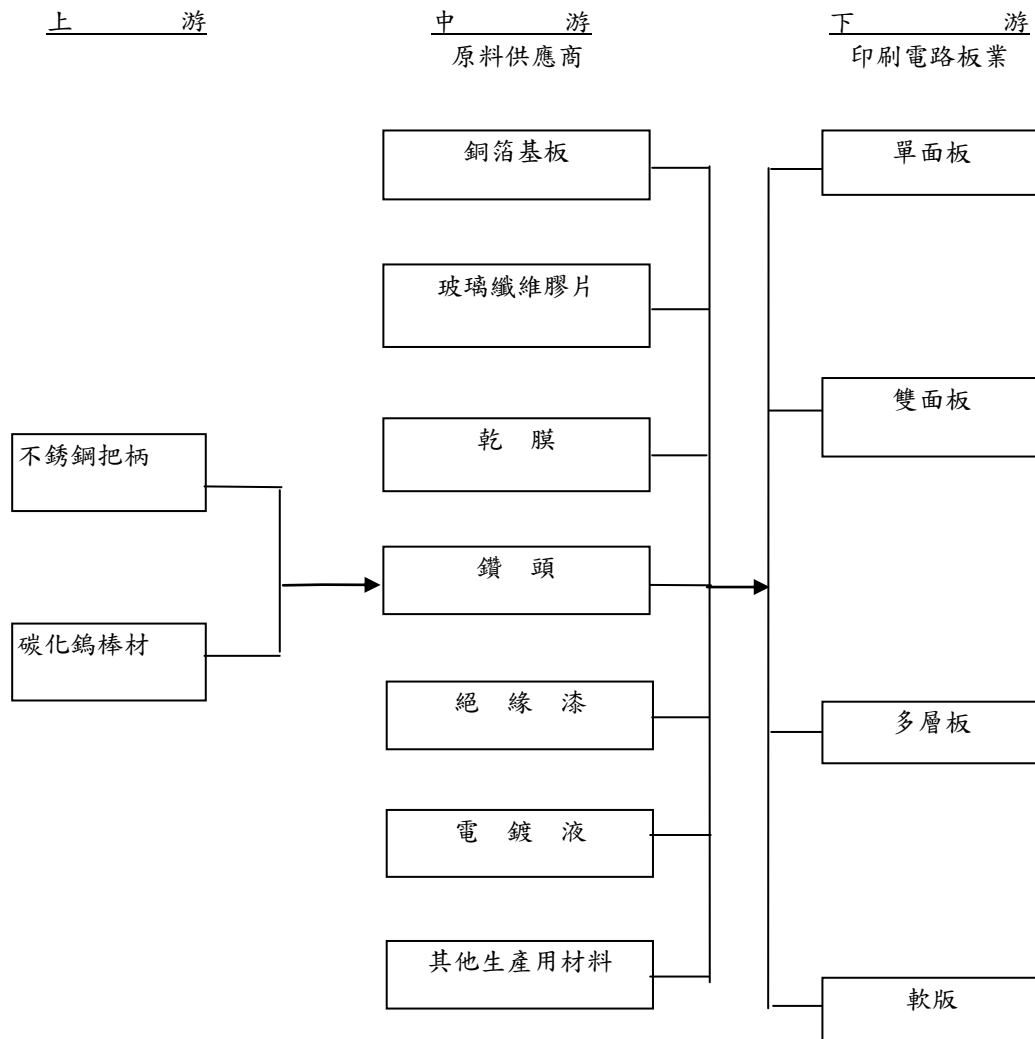 上 游
不銹鋼把柄
碳化鎢棒材
中 游
原料供應商
銅箔基板
玻璃纖維膠片
乾 膜
鑽 頭
絕 緣 漆
電 鍍 液
其他生產用材料
下 游
印刷電路板業
單面板
雙面板
多層板
軟版